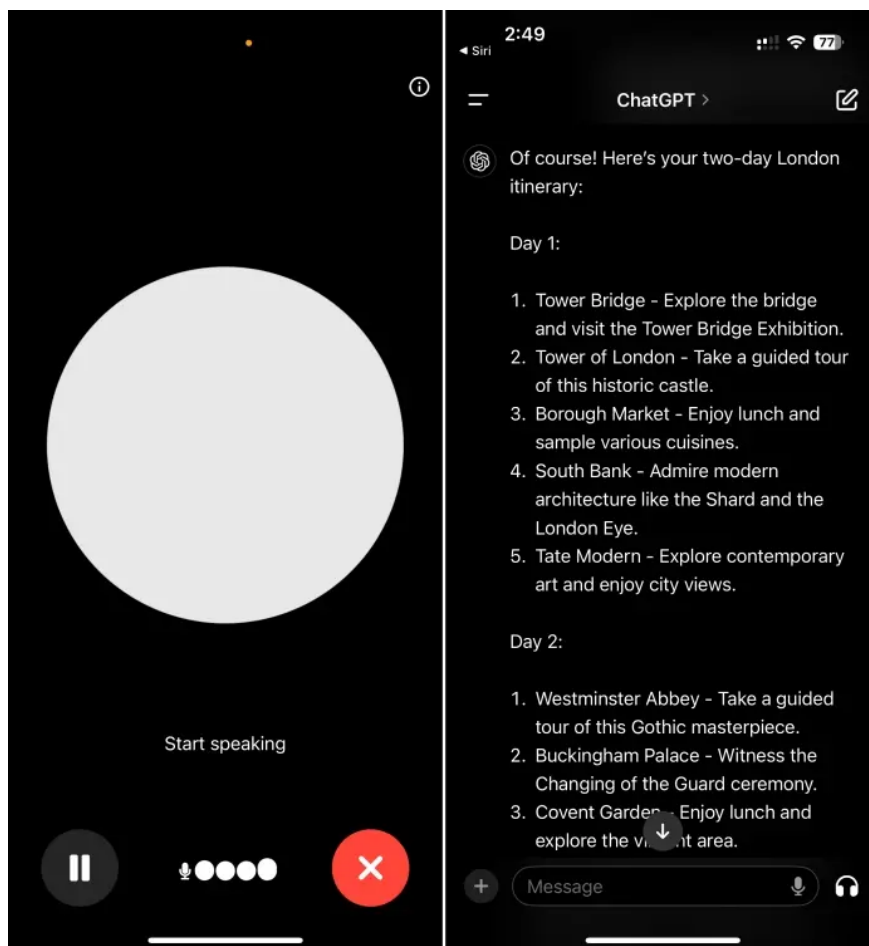 Start speaking
2:49
77
◀ Siri
ChatGPT >
Of course! Here's your two-day London
itinerary:
Day 1:
1. Tower Bridge - Explore the bridge
and visit the Tower Bridge Exhibition.
2. Tower of London - Take a guided tour
of this historic castle.
3. Borough Market - Enjoy lunch and
sample various cuisines.
4. South Bank - Admire modern
architecture like the Shard and the
London Eye.
5. Tate Modern - Explore contemporary
art and enjoy city views.
Day 2:
1. Westminster Abbey - Take a guided
tour of this Gothic masterpiece.
2. Buckingham Palace - Witness the
Changing of the Guard ceremony.
3. Covent Garden - Enjoy lunch and
explore the area.
Message